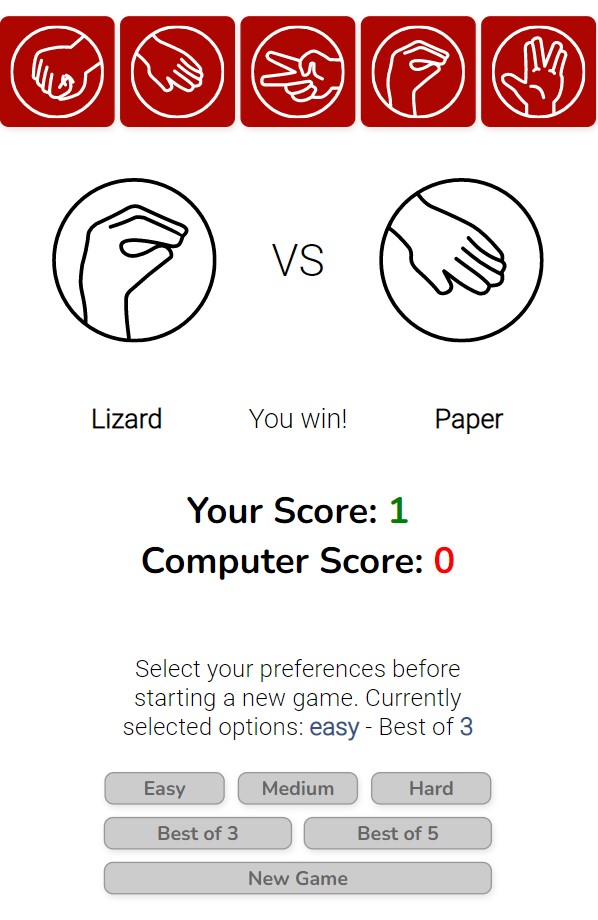 VS
Lizard You win! Paper
Your Score: 1
Computer Score: 0
Select your preferences before
starting a new game. Currently
selected options: easy - Best of 3
Easy Medium Hard
Best of 3 Best of 5
New Game